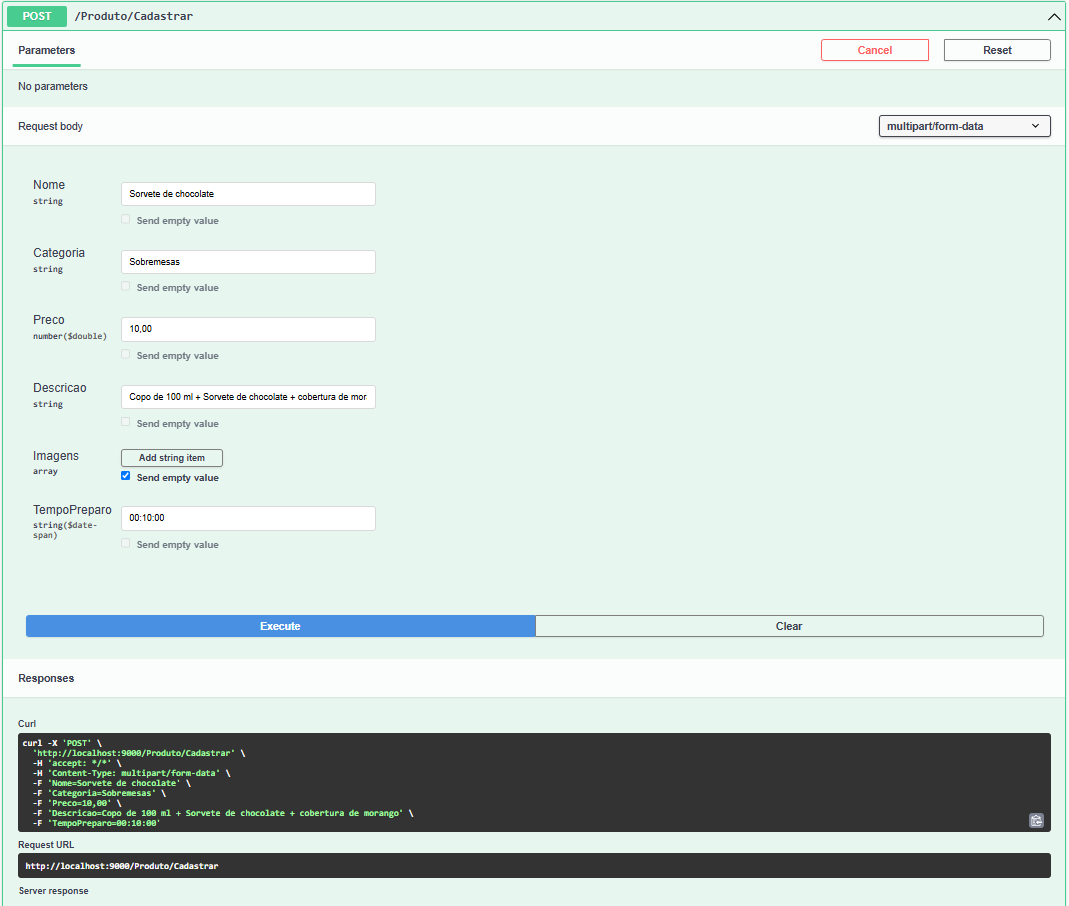 POST /Produto/Cadastrar
Parameters
Cancel
Reset
No parameters
Request body
multipart/form-data
Nome
string
Sorvete de chocolate
Send empty value
Categoria
string
Sobremesas
Send empty value
Preco
number($double)
10,00
Send empty value
Descricao
string
Copo de 100 ml + Sorvete de chocolate + cobertura de mor
Send empty value
Imagens
array
Add string item
Send empty value
TempoPreparo
string($date-
span)
00:10:00
Send empty value
Execute
Clear
Responses
Curl
curl -X 'POST' \
'http://localhost:9000/Produto/Cadastrar' \
-H 'accept: */*' \
-H 'Content-Type: multipart/form-data' \
-F 'Nome=Sorvete de chocolate' \
-F 'Categoria=Sobremesas' \
-F 'Preco=10,00' \
-F 'Descricao=Copo de 100 ml + Sorvete de chocolate + cobertura de morango' \
-F 'TempoPreparo=00:10:00'
Request URL
http://localhost:9000/Produto/Cadastrar
Server response